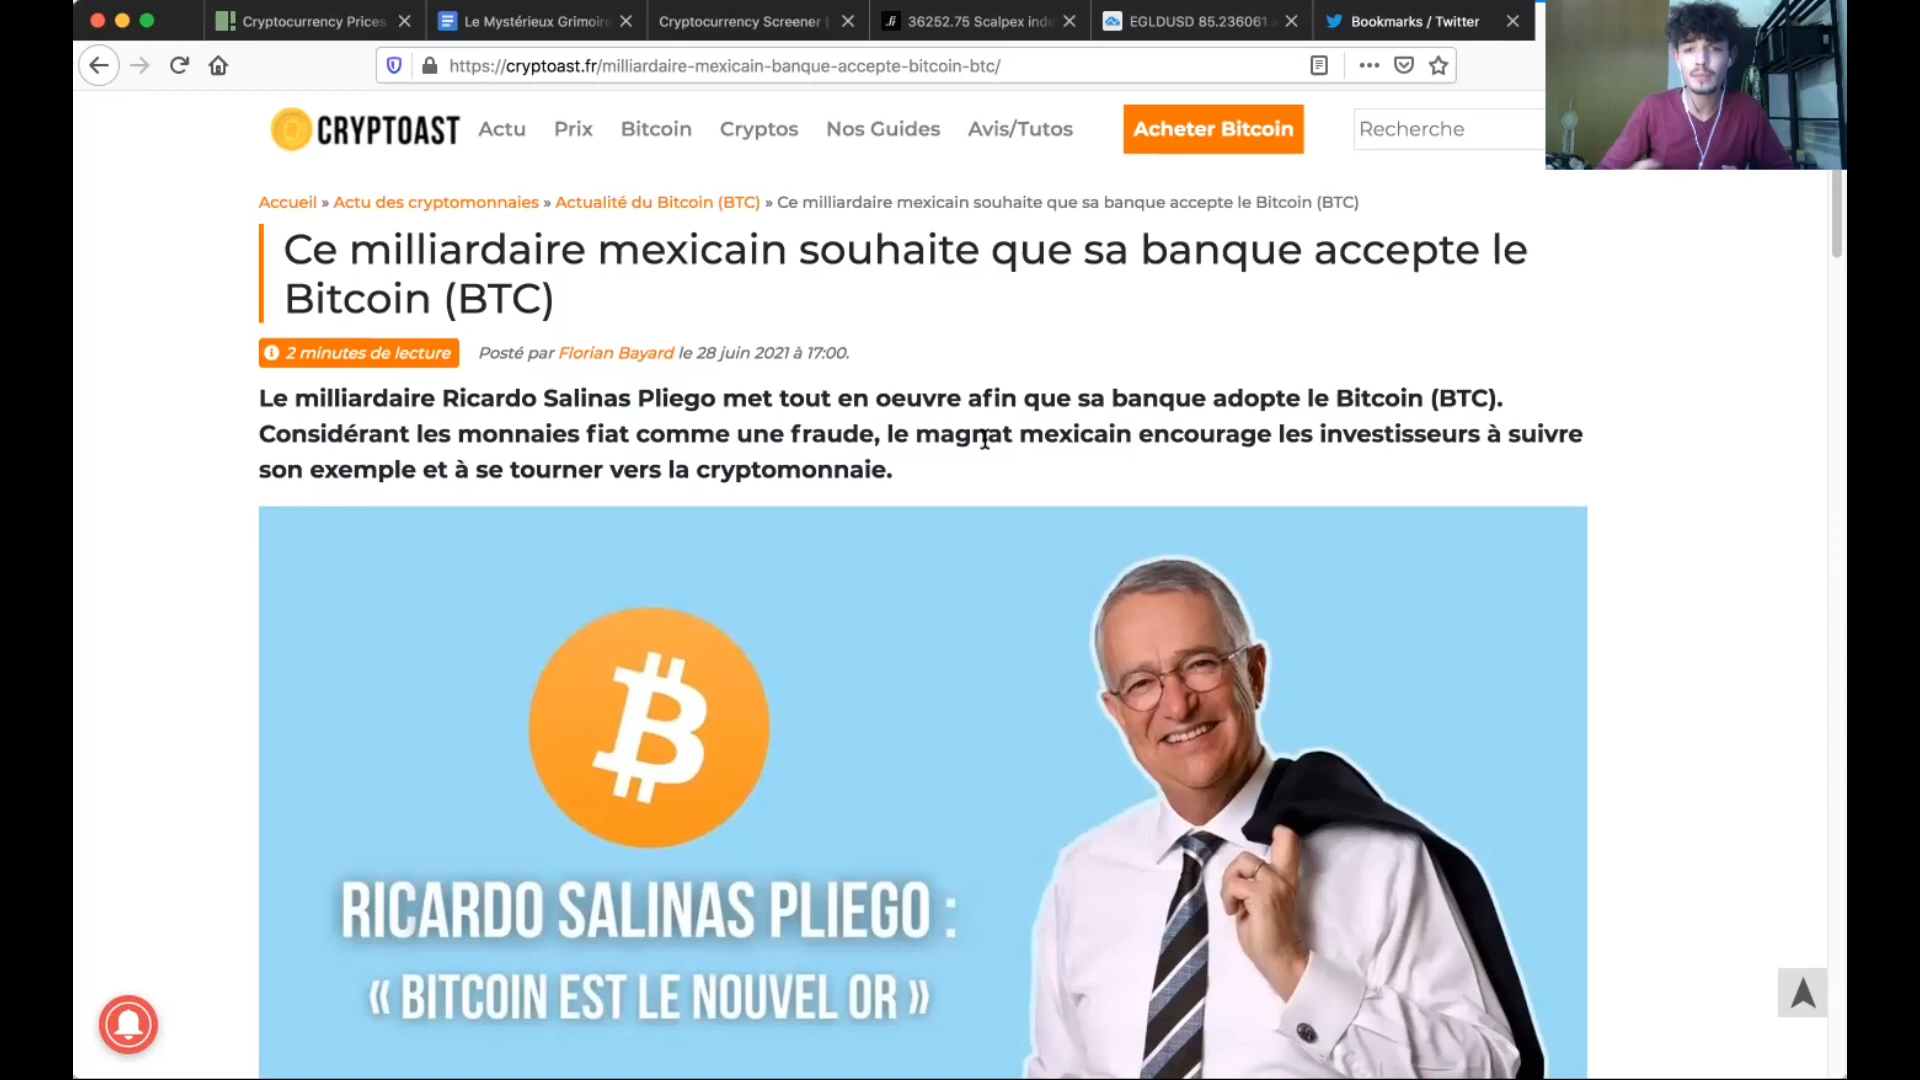 Cryptocurrency Prices
Le Mystérieux Grimoire
Cryptocurrency Screener
36252.75 Scalpex inde
EGLDUSD 85.236061
Bookmarks / Twitter
https://cryptoast.fr/milliardaire-mexicain-banque-accepte-bitcoin-btc/
CRYPTOAST
Actu
Prix
Bitcoin
Cryptos
Nos Guides
Avis/Tutos
Acheter Bitcoin
Recherche
Accueil » Actu des cryptomonnaies » Actualité du Bitcoin (BTC) » Ce milliardaire mexicain souhaite que sa banque accepte le Bitcoin (BTC)
Ce milliardaire mexicain souhaite que sa banque accepte le
Bitcoin (BTC)
2 minutes de lecture
Posté par Florian Bayard le 28 juin 2021 à 17:00.
Le milliardaire Ricardo Salinas Pliego met tout en oeuvre afin que sa banque adopte le Bitcoin (BTC).
Considérant les monnaies fiat comme une fraude, le magnat mexicain encourage les investisseurs à suivre
son exemple et à se tourner vers la cryptomonnaie.
RICARDO SALINAS PLIEGO :
« BITCOIN EST LE NOUVEL OR »